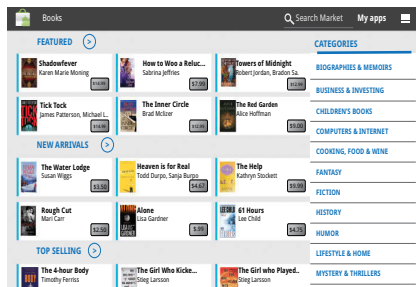 Books
Search Market
My apps
FEATURED >
CATEGORIES
Shadowfever
Karen Marie Moning
How to Woo a Reluc...
Sabrina Jeffries
$7.99
Towers of Midnight
Robert Jordan, Bradon Sa.
Tick Tock
James Patterson, Michael L..
The Inner Circle
Brad Mclizer
The Red Gardon
Alice Hoffman
$9.00
NEW ARRIVALS >
The Water Lodge
Susan Wiggs
$3.50
Heaven is for Real
Todd Durpo, Sanja Burpo
$4.67
The Help
Kathryn Stockett
$9.99
Rough Cut
Mari Carr
$2.50
Alone
Lisa Gardner
$.99
61 Hours
Lee Child
$4.75
TOP SELLING >
The 4-hour Body
Timothy Ferriss
The Girl Who Kicke...
Stieg Larsson
The Girl who Played..
Stieg Larsson
BIOGRAPHIES & MEMOIRS
BUSINESS & INVESTING
CHILDREN'S BOOKS
COMPUTERS & INTERNET
COOKING, FOOD & WINE
FANTASY
FICTION
HISTORY
HUMOR
LIFESTYLE & HOME
MYSTERY & THRILLERS